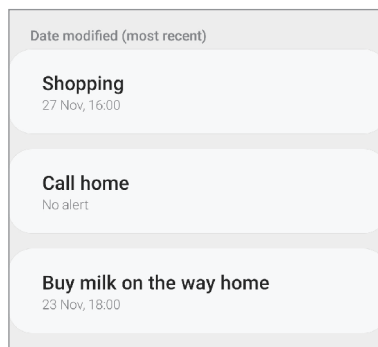 Date modified (most recent)
Shopping
27 Nov, 16:00
Call home
No alert
Buy milk on the way home
23 Nov, 18:00